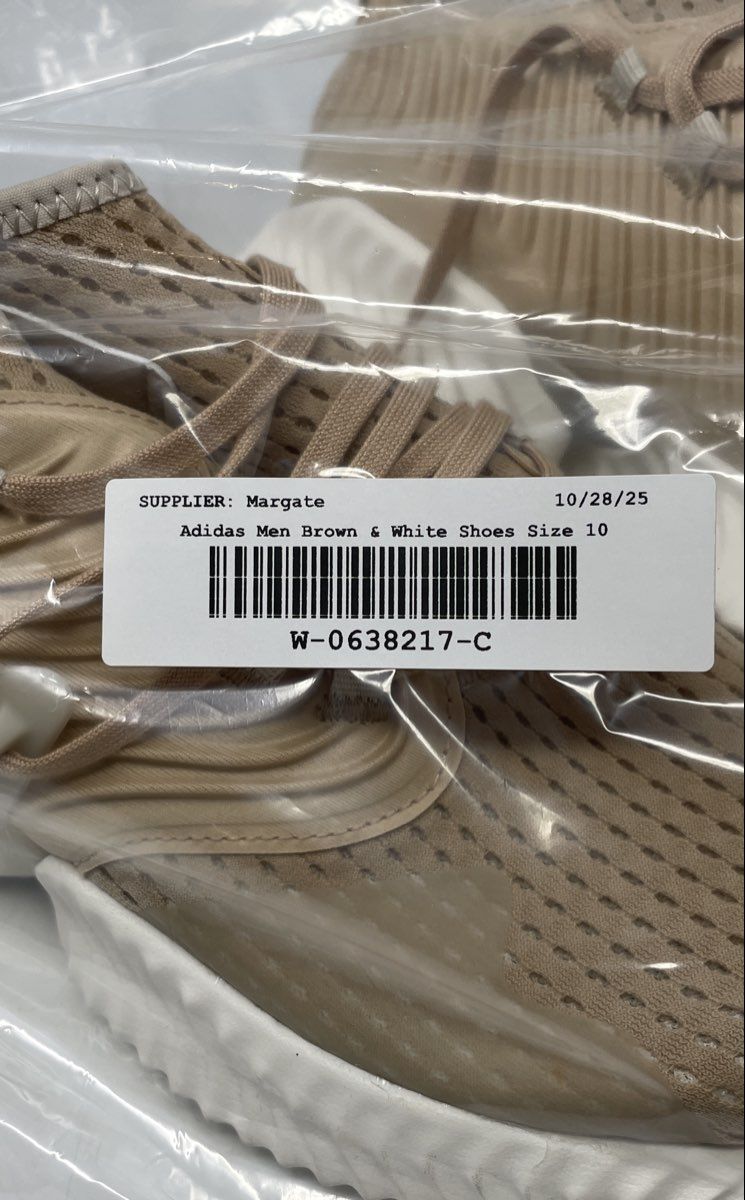 SUPPLIER: Margate 10/28/25
Adidas Men Brown & White Shoes Size 10
W-0638217-C